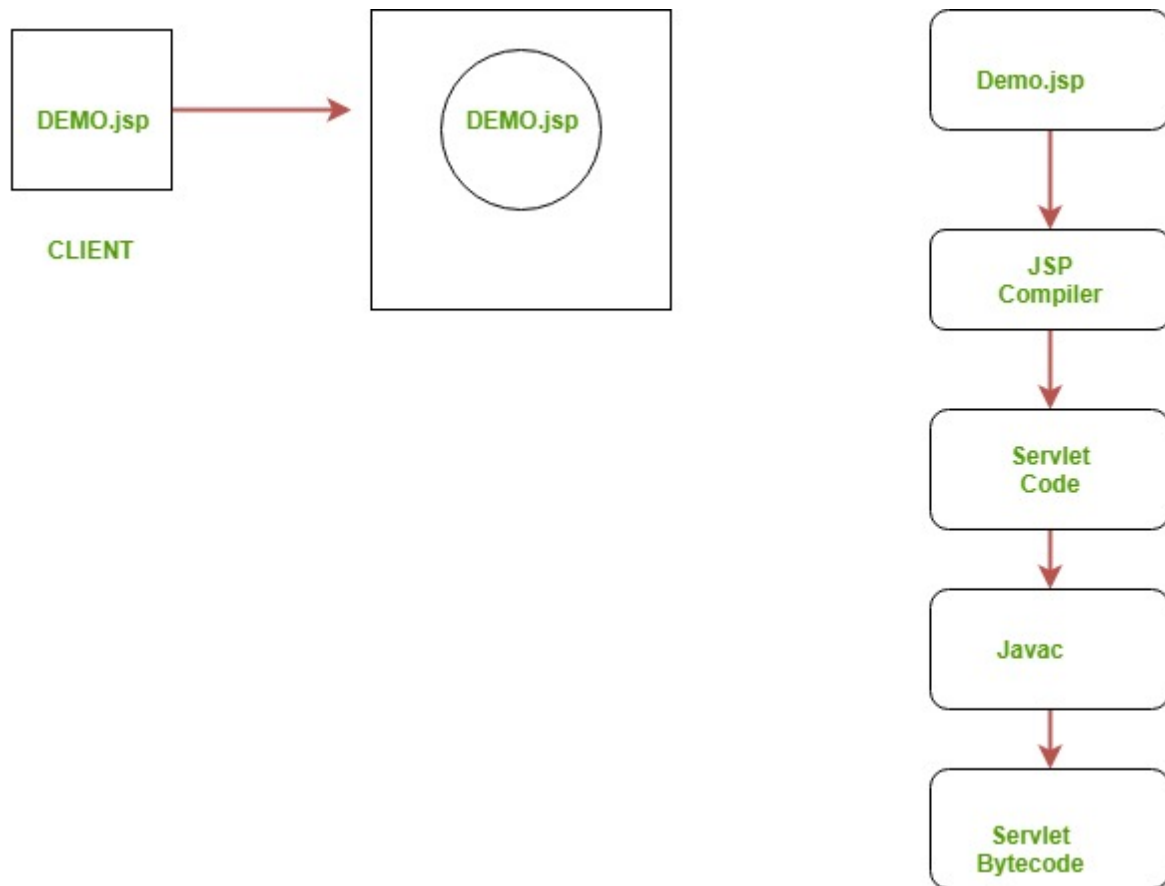 DEMO.jsp
CLIENT
DEMO.jsp
Demo.jsp
JSP
Compiler
Servlet
Code
Javac
Servlet
Bytecode